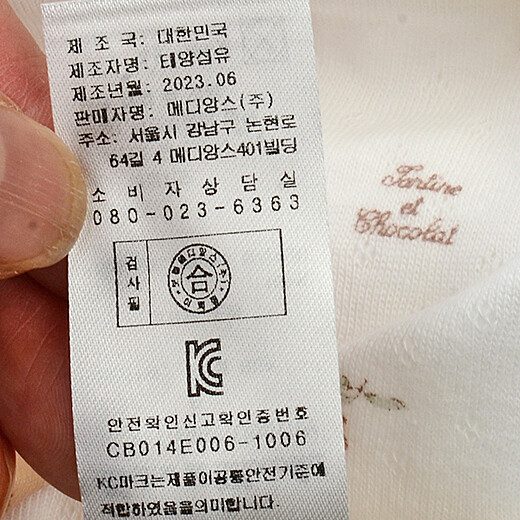 제 조 국: 대한민국
제조자명: 태양섬유
제조년월: 2023.06
판매자명: 메디앙스(주)
주소: 서울시 강남구 논현로
64길 4 메디앙스401빌딩
소 비 자 상 담 실
080-023-6363
검사필
합
안전확인신고확인증번호
CB014E006-1006
KC마크는제품이공통안전기준에
적합하였음을의미합니다.
Tartine
et
Chocolat